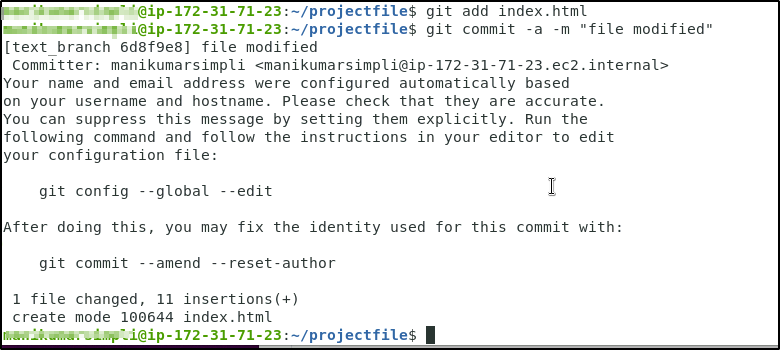 @ip-172-31-71-23:~/projectfile$ git add index.html
@ip-172-31-71-23:~/projectfile$ git commit -a -m "file modified"
[text_branch 6d8f9e8] file modified
 Committer: manikumarsimpli <manikumarsimpli@ip-172-31-71-23.ec2.internal>
Your name and email address were configured automatically based
on your username and hostname. Please check that they are accurate.
You can suppress this message by setting them explicitly. Run the
following command and follow the instructions in your editor to edit
your configuration file:
    git config --global --edit
After doing this, you may fix the identity used for this commit with:
    git commit --amend --reset-author
 1 file changed, 11 insertions(+)
 create mode 100644 index.html
@ip-172-31-71-23:~/projectfile$